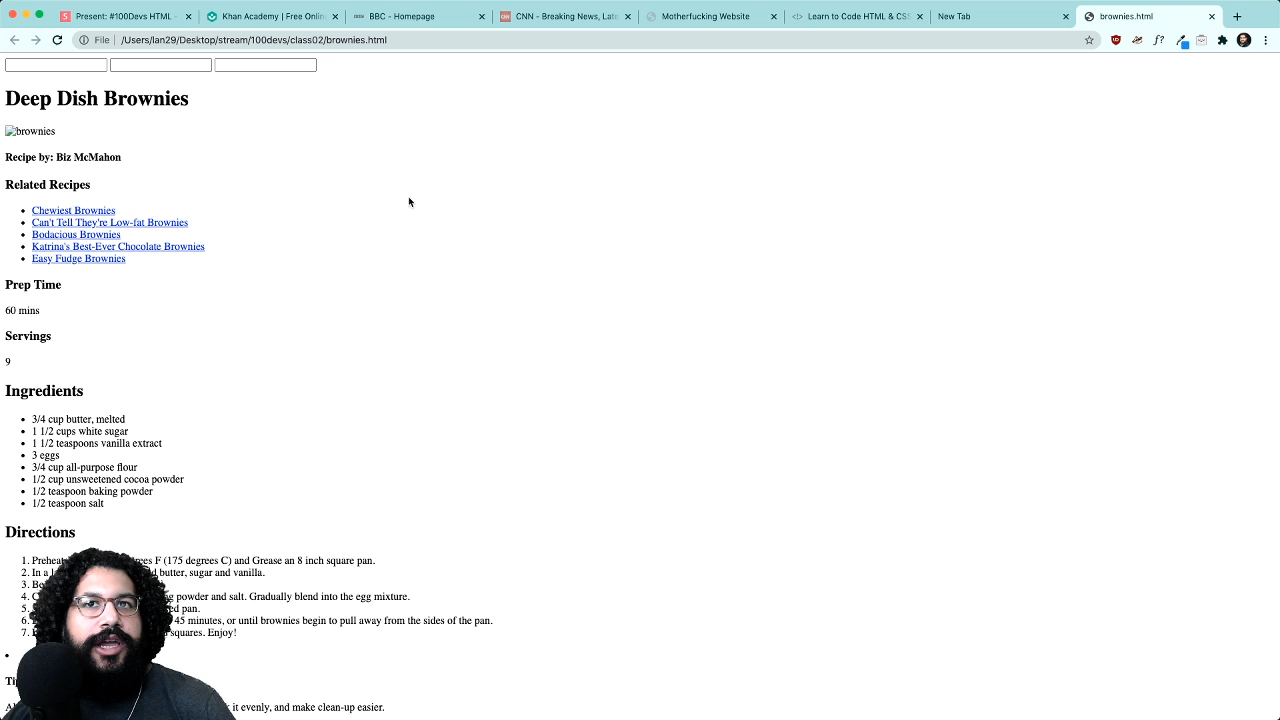 Present: #100Devs HTML -
Khan Academy | Free Onlin
BBC - Homepage
CNN - Breaking News, Late
Motherfucking Website
Learn to Code HTML & CSS
New Tab
brownies.html
File | /Users/lan29/Desktop/stream/100devs/class02/brownies.html
Deep Dish Brownies
brownies
Recipe by: Biz McMahon
Related Recipes
Chewiest Brownies
Can't Tell They're Low-fat Brownies
Bodacious Brownies
Katrina's Best-Ever Chocolate Brownies
Easy Fudge Brownies
Prep Time
60 mins
Servings
9
Ingredients
3/4 cup butter, melted
1 1/2 cups white sugar
1 1/2 teaspoons vanilla extract
3 eggs
3/4 cup all-purpose flour
1/2 cup unsweetened cocoa powder
1/2 teaspoon baking powder
1/2 teaspoon salt
Directions
1. Preheat F (175 degrees C) and Grease an 8 inch square pan.
2. In a butter, sugar and vanilla.
3.
4. powder and salt. Gradually blend into the egg mixture.
5. pan.
6. 45 minutes, or until brownies begin to pull away from the sides of the pan.
7. squares. Enjoy!
it evenly, and make clean-up easier.